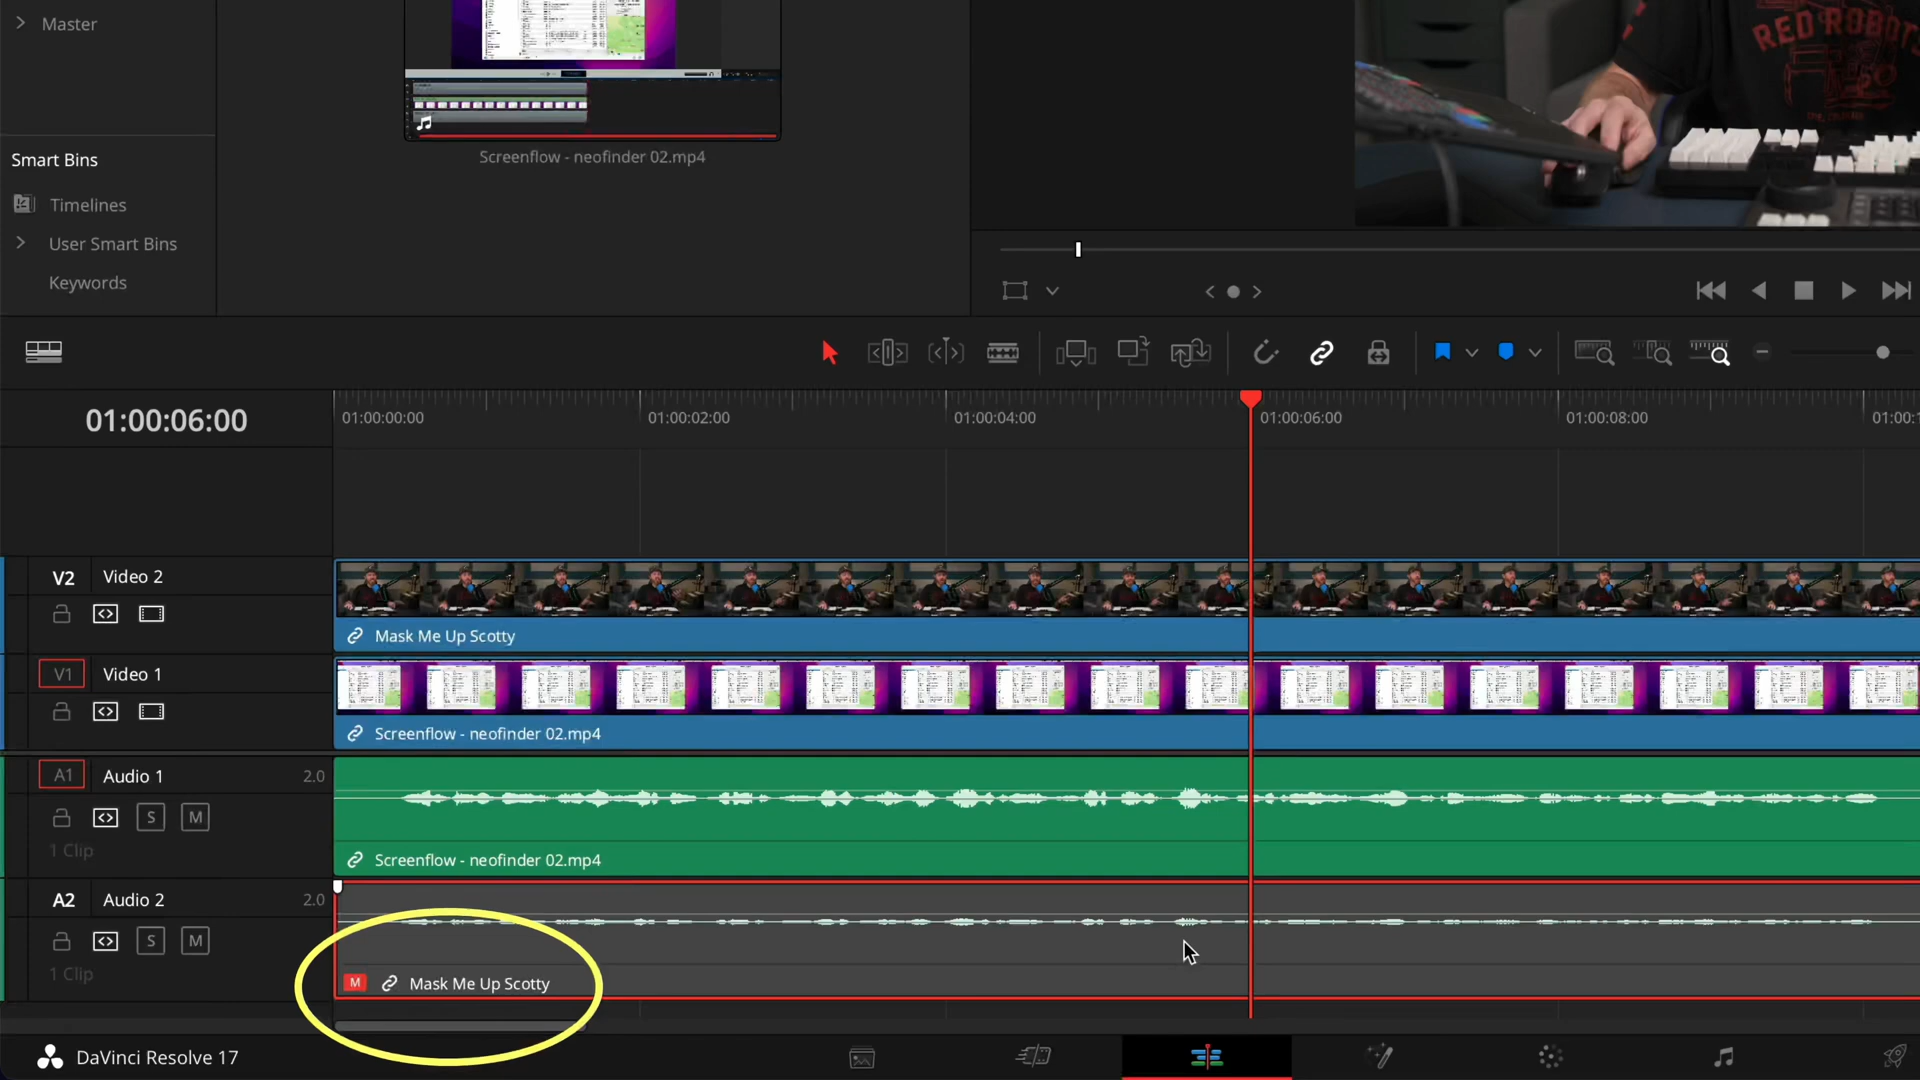 Master
RED ROBOT
Screenflow - neofinder 02.mp4
Smart Bins
Timelines
User Smart Bins
Keywords
01:00:06:00
01:00:00:00
01:00:02:00
01:00:04:00
01:00:06:00
01:00:08:00
01:00:1
V2 Video 2
Mask Me Up Scotty
V1 Video 1
Screenflow - neofinder 02.mp4
A1 Audio 1 2.0
S M
1 Clip
Screenflow - neofinder 02.mp4
A2 Audio 2 2.0
S M
1 Clip
M Mask Me Up Scotty
DaVinci Resolve 17